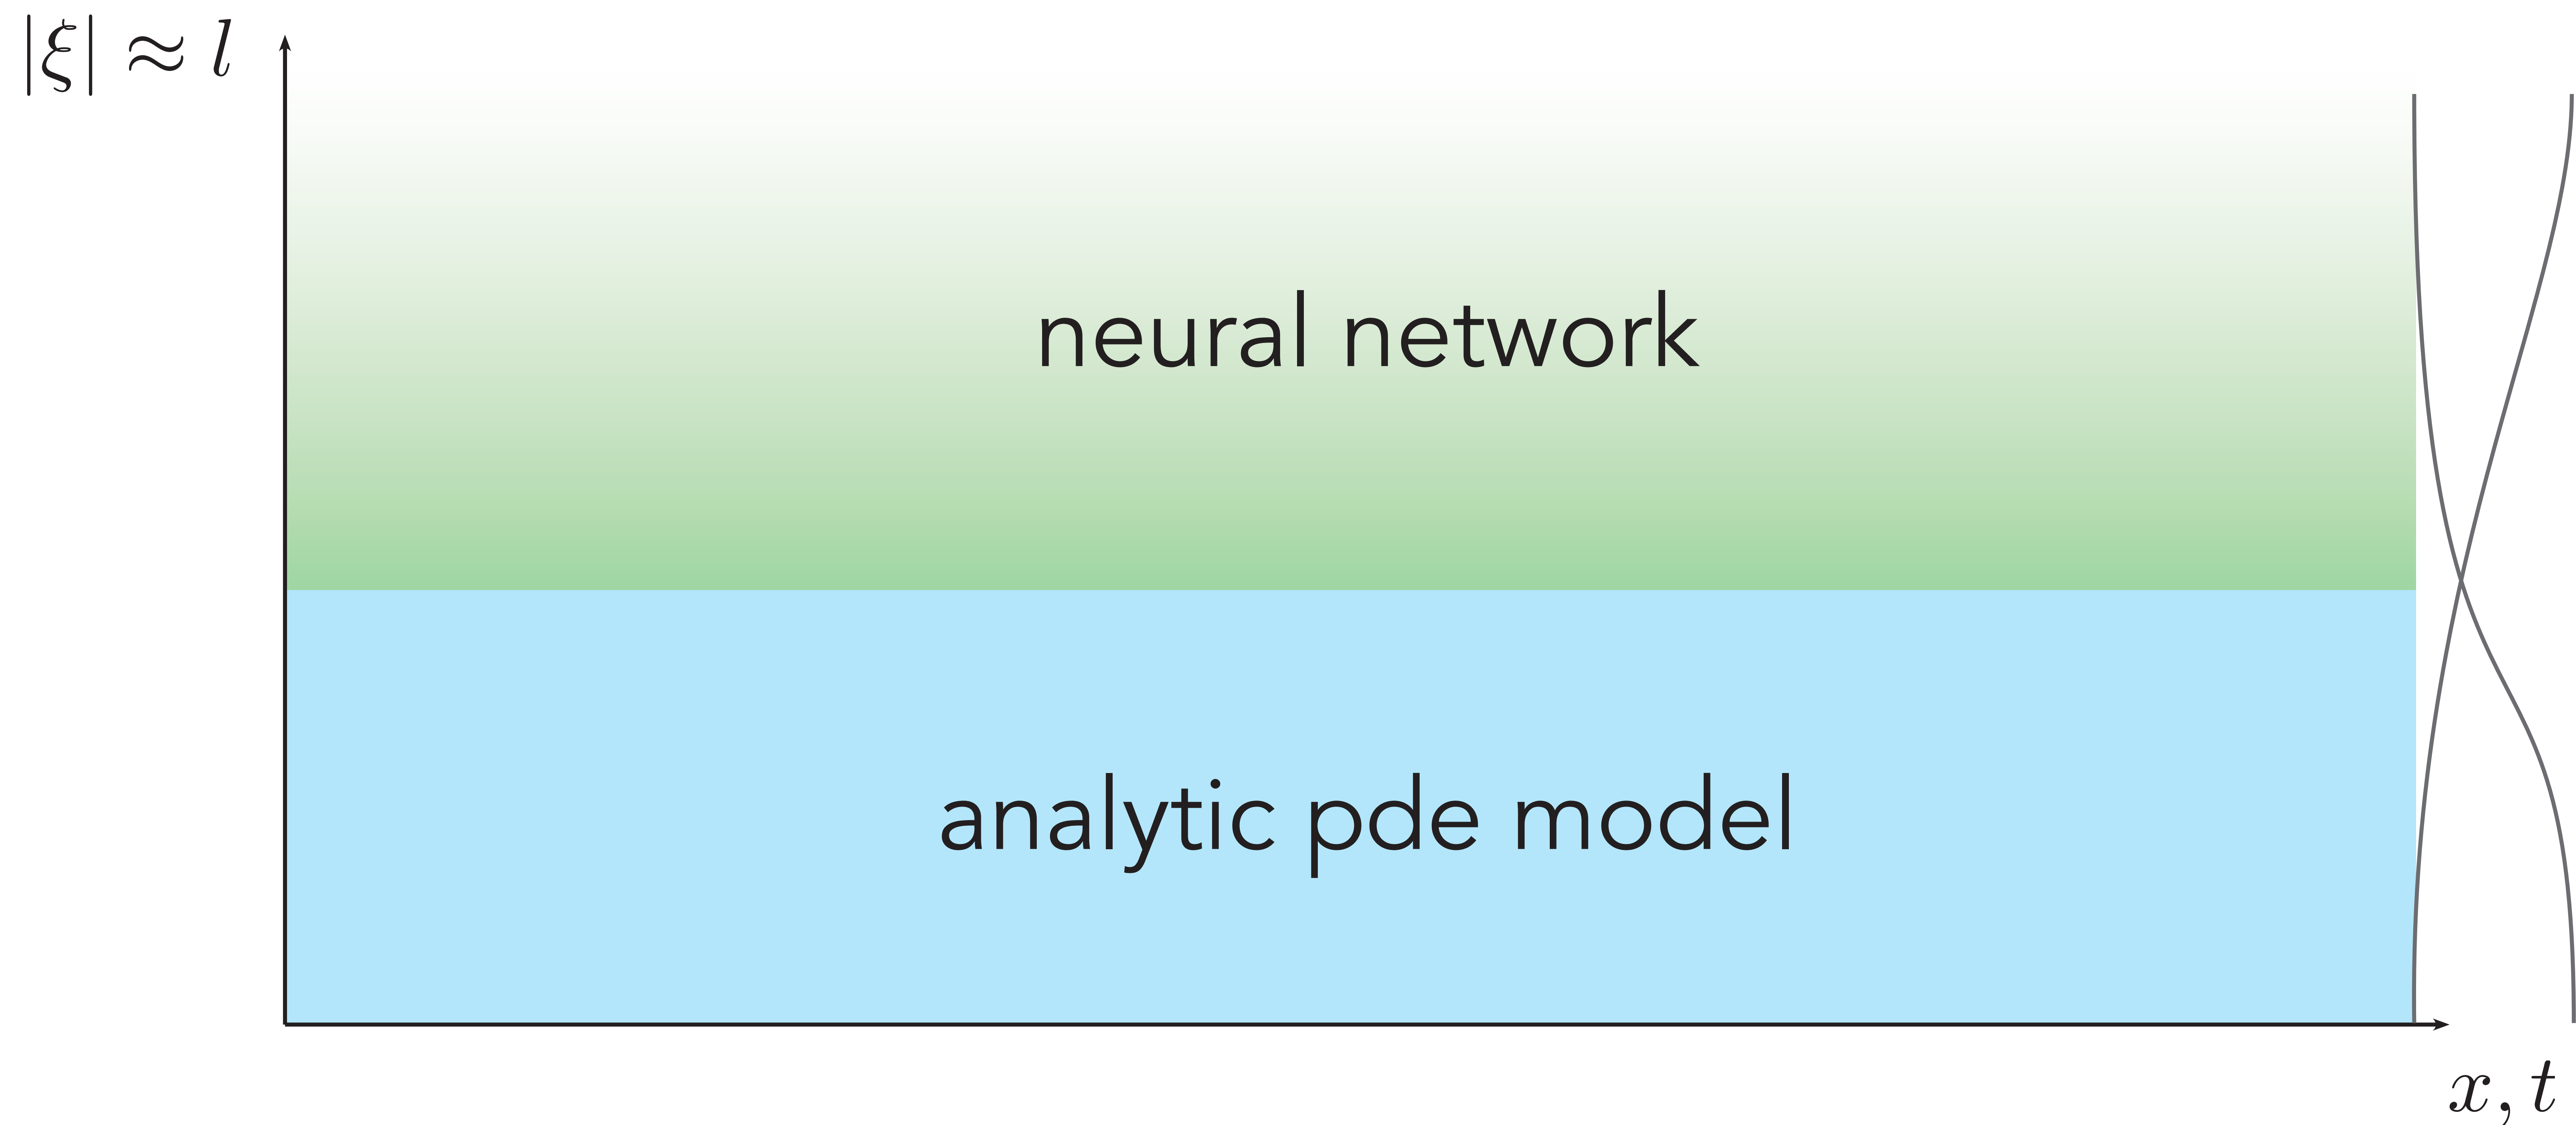 |ξ| ≈ l
neural network
analytic pde model
x, t